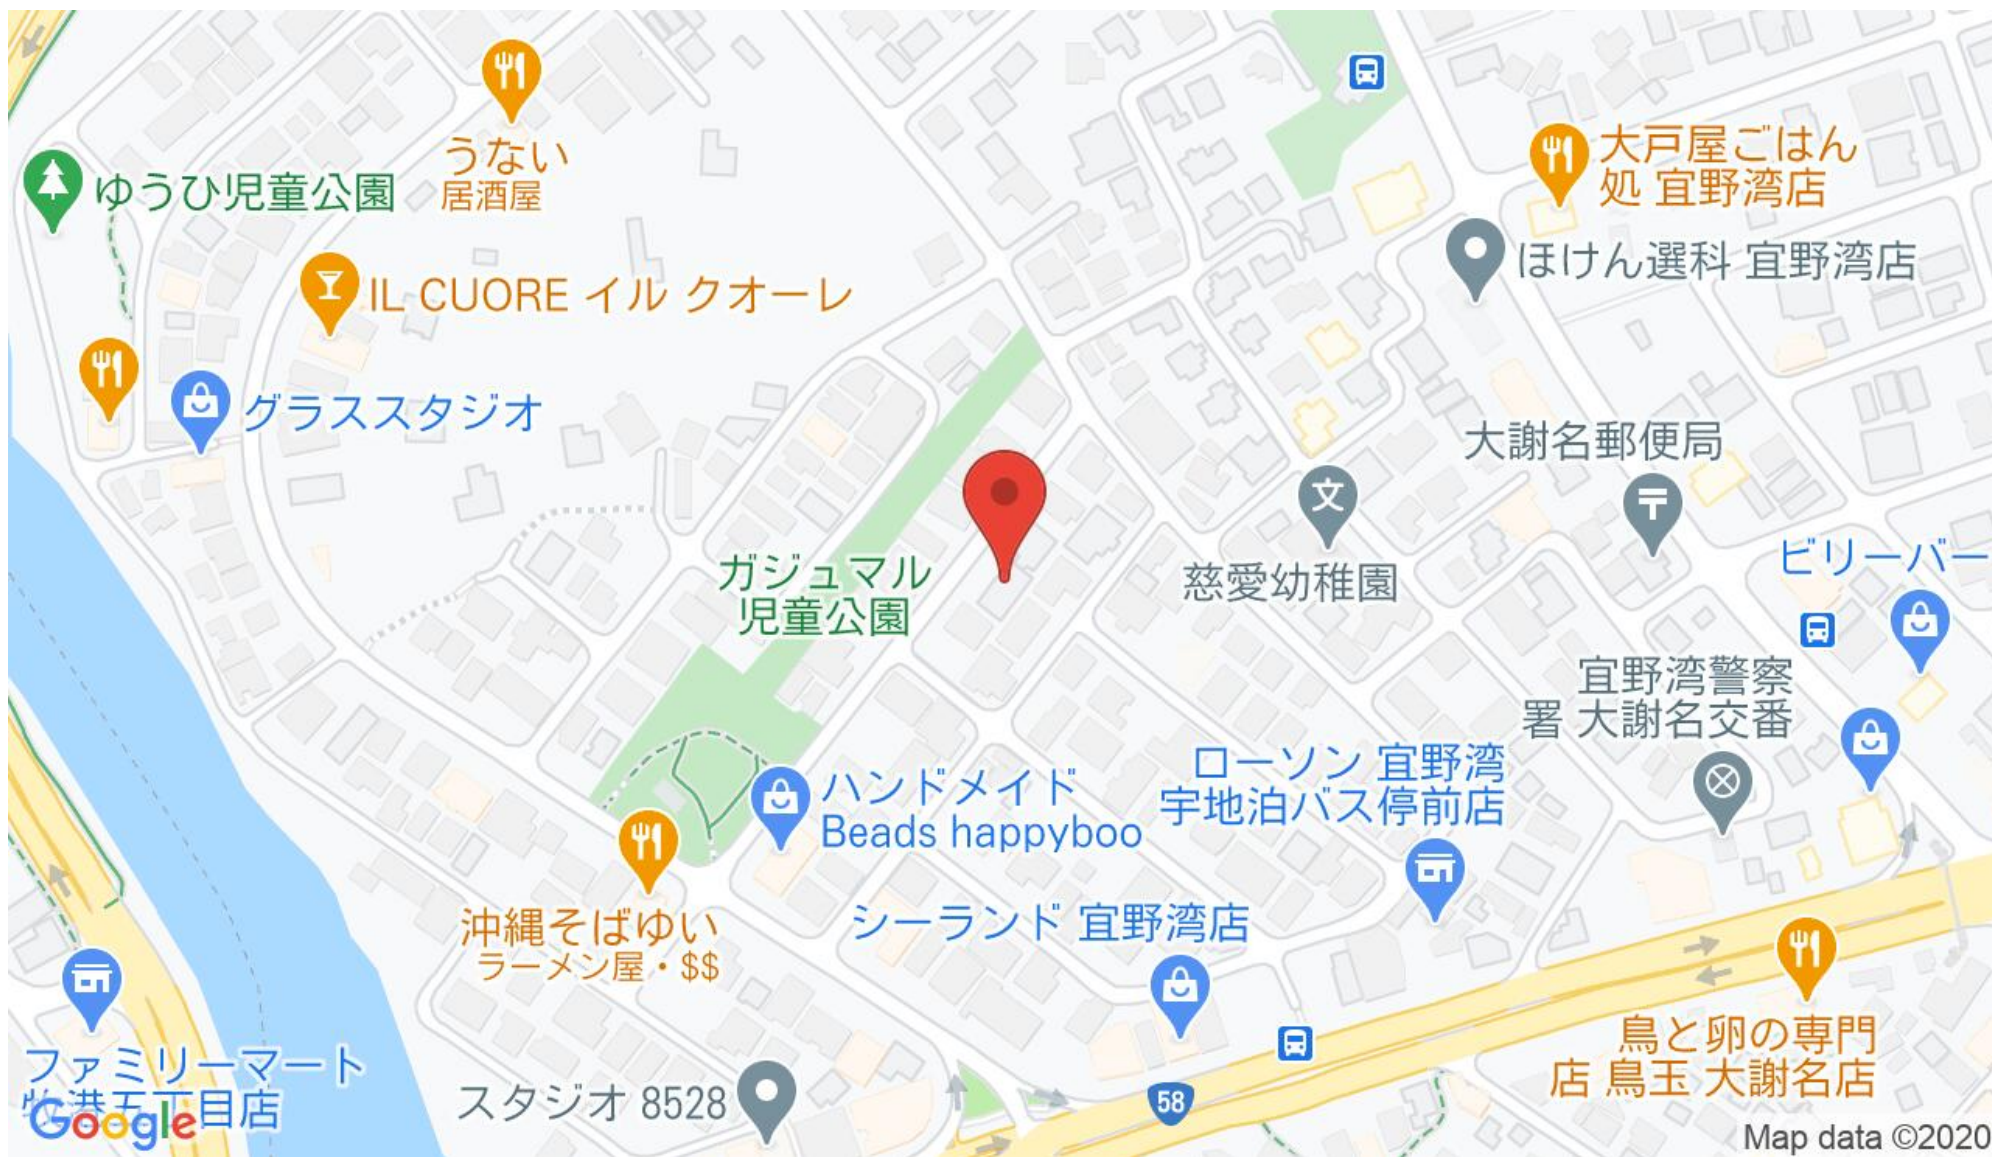 うない
居酒屋
大戸屋ごはん
処 宜野湾店
ゆうひ児童公園
ほけん選科 宜野湾店
IL CUORE イル クオーレ
グラススタジオ
大謝名郵便局
ガジュマル
児童公園
慈愛幼稚園
ビリーバー
宜野湾警察
署 大謝名交番
ローソン 宜野湾
宇地泊バス停前店
ハンドメイド
Beads happyboo
沖縄そばゆい
ラーメン屋・$$
シーランド 宜野湾店
鳥と卵の専門
店 鳥玉 大謝名店
ファミリーマート
牧港五丁目店
スタジオ 8528
58
Google
Map data ©2020